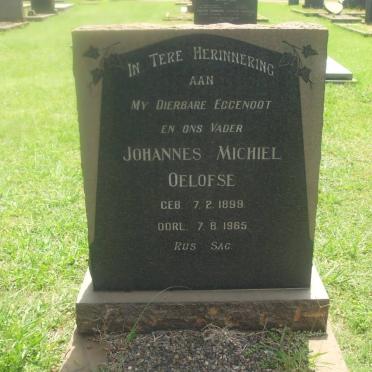 In Tere Herinnering
aan
My Dierbare Eggenoot
en ons Vader
Johannes Michiel
Oelofse
Geb. 7.2.1899
Oorl. 7.8.1965
Rus Sag